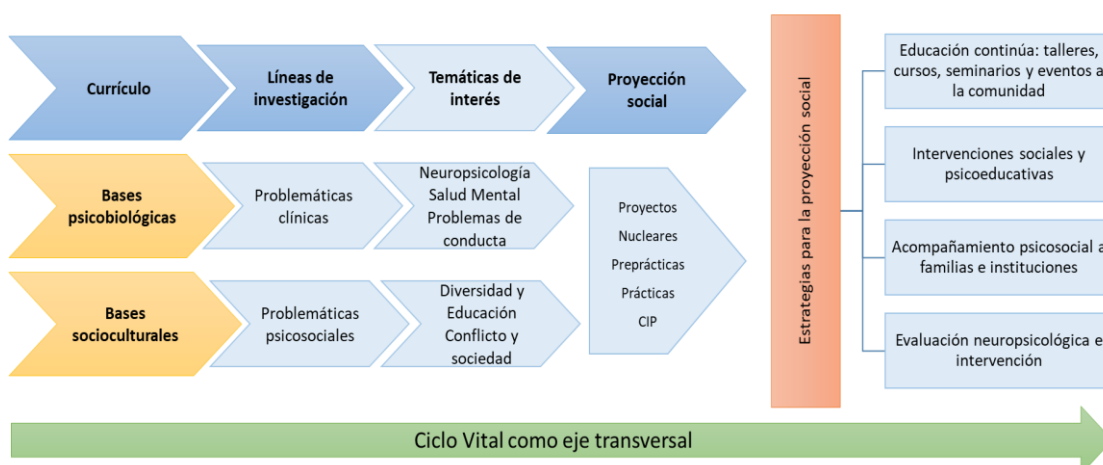 Currículo
Líneas de
investigación
Temáticas de
interés
Proyección
social
Bases
psicobiológicas
Problemáticas
clínicas
Neuropsicología
Salud Mental
Problemas de
conducta
Bases
socioculturales
Problemáticas
psicosociales
Diversidad y
Educación
Conflicto y
sociedad
Proyectos
Nucleares
Preprácticas
Prácticas
CIP
Estrategias para la proyección social
Educación continúa: talleres,
cursos, seminarios y eventos a
la comunidad
Intervenciones sociales y
psicoeducativas
Acompañamiento psicosocial a
familias e instituciones
Evaluación neuropsicológica e
intervención
Ciclo Vital como eje transversal